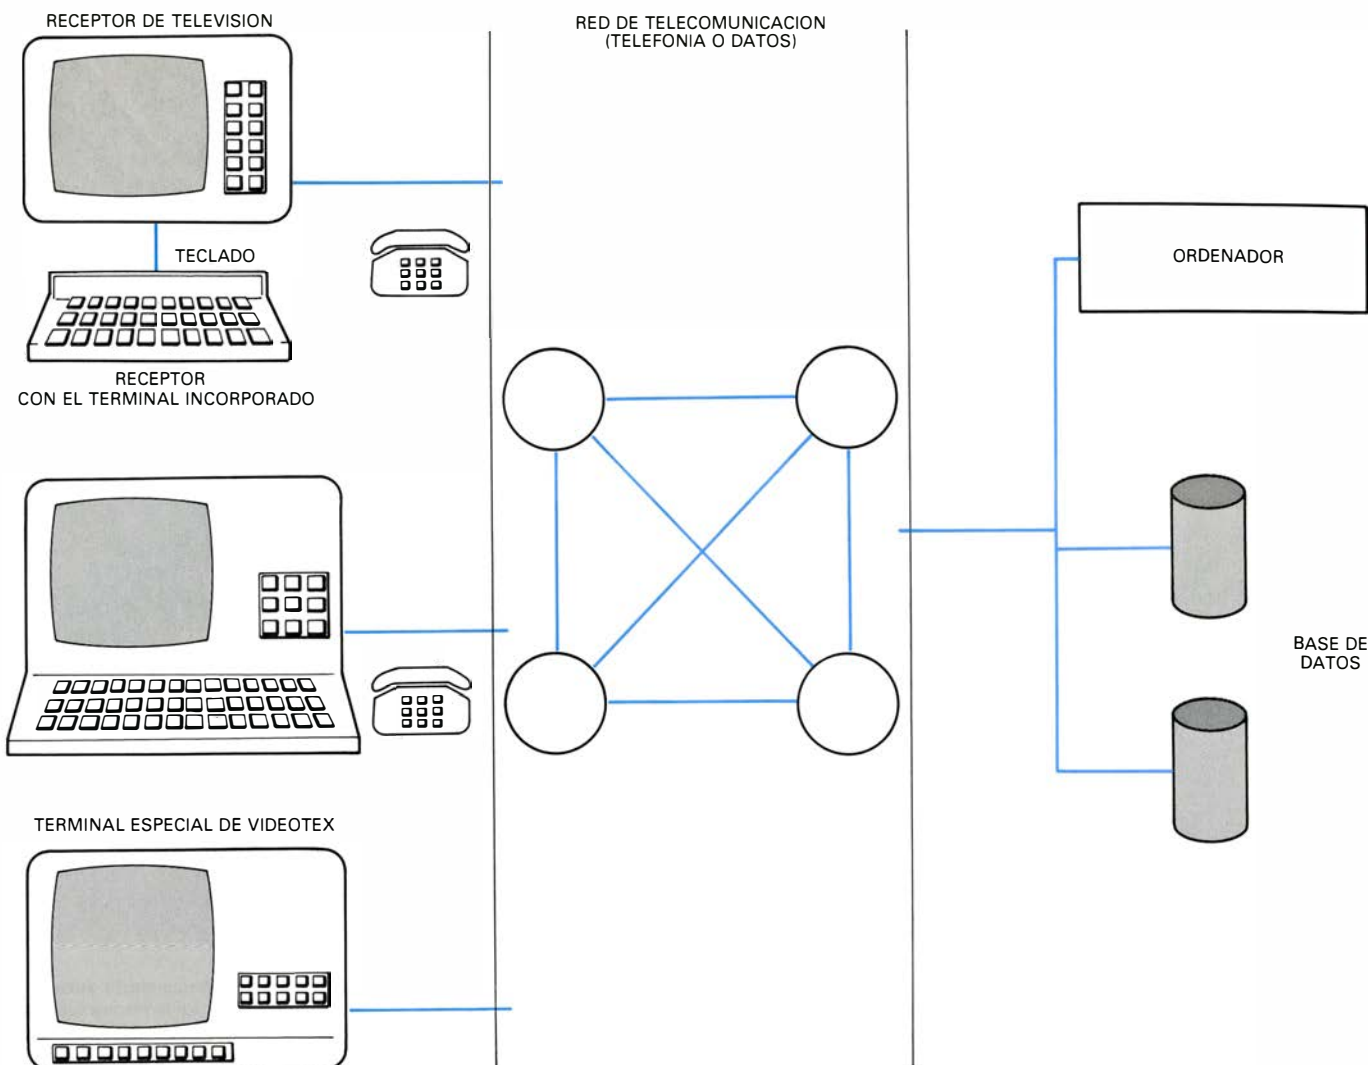 RECEPTOR DE TELEVISION
RED DE TELECOMUNICACION
(TELEFONIA O DATOS)
TECLADO
ORDENADOR
RECEPTOR
CON EL TERMINAL INCORPORADO
BASE DE
DATOS
TERMINAL ESPECIAL DE VIDEOTEX